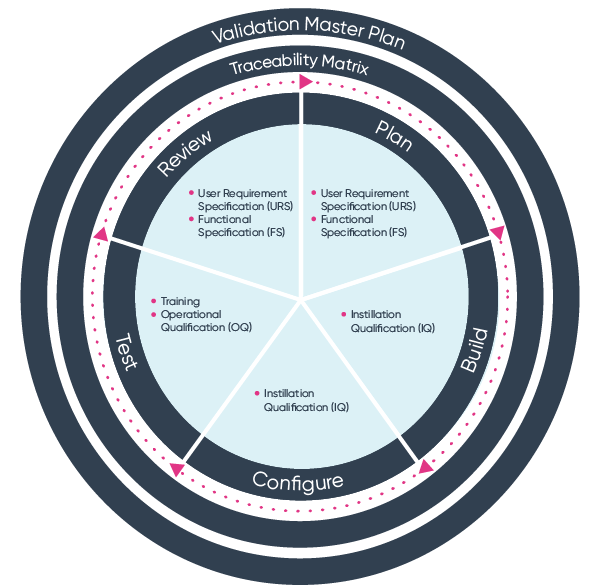 Validation Master Plan
Traceability Matrix
Review
Plan
User Requirement
Specification (URS)
Functional
Specification (FS)
User Requirement
Specification (URS)
Functional
Specification (FS)
Training
Operational
Qualification (OQ)
Instillation
Qualification (IQ)
Test
Build
Instillation
Qualification (IQ)
Configure